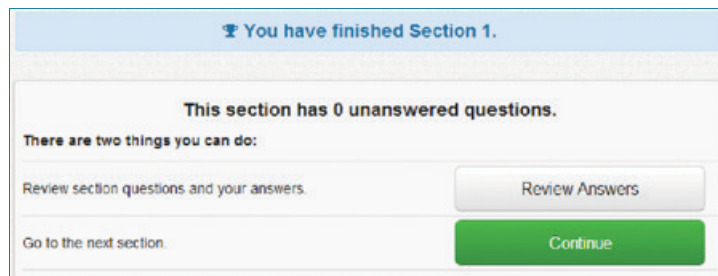 You have finished Section 1.
This section has 0 unanswered questions.
There are two things you can do:
Review section questions and your answers.
Review Answers
Go to the next section.
Continue